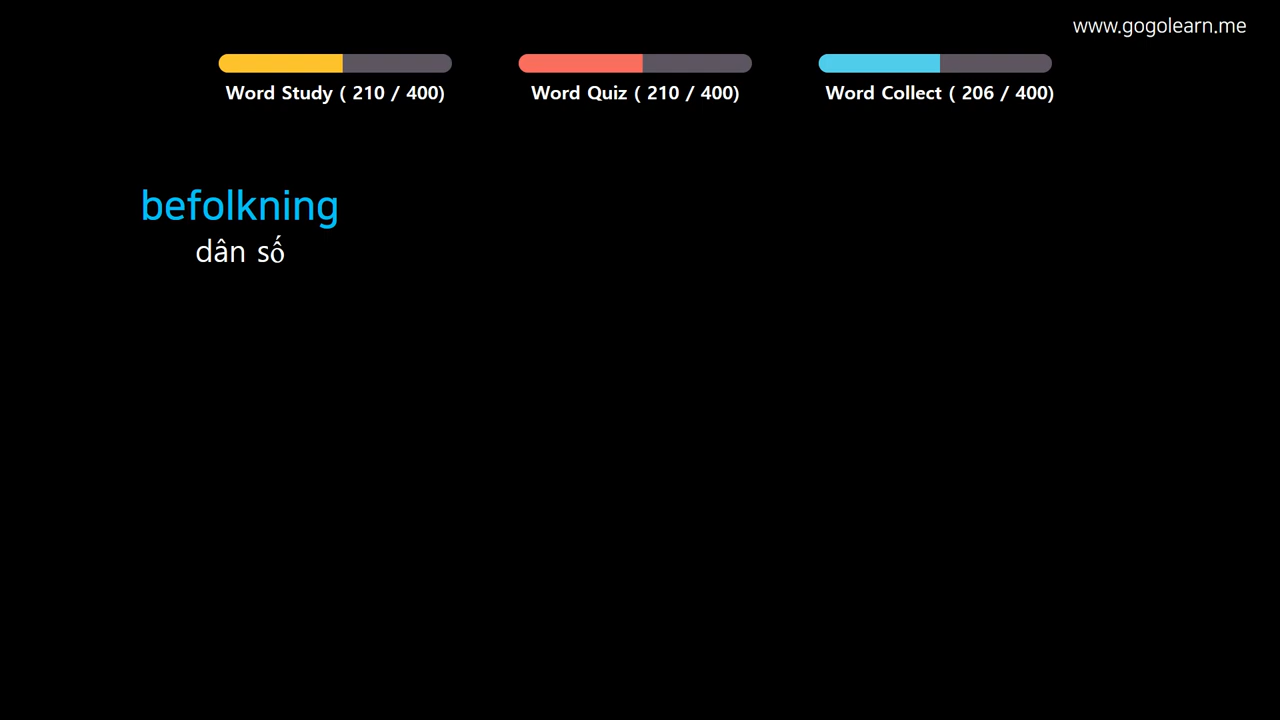 www.gogolearn.me
Word Study ( 210 / 400)
Word Quiz ( 210 / 400)
Word Collect ( 206 / 400)
befolkning
dân số